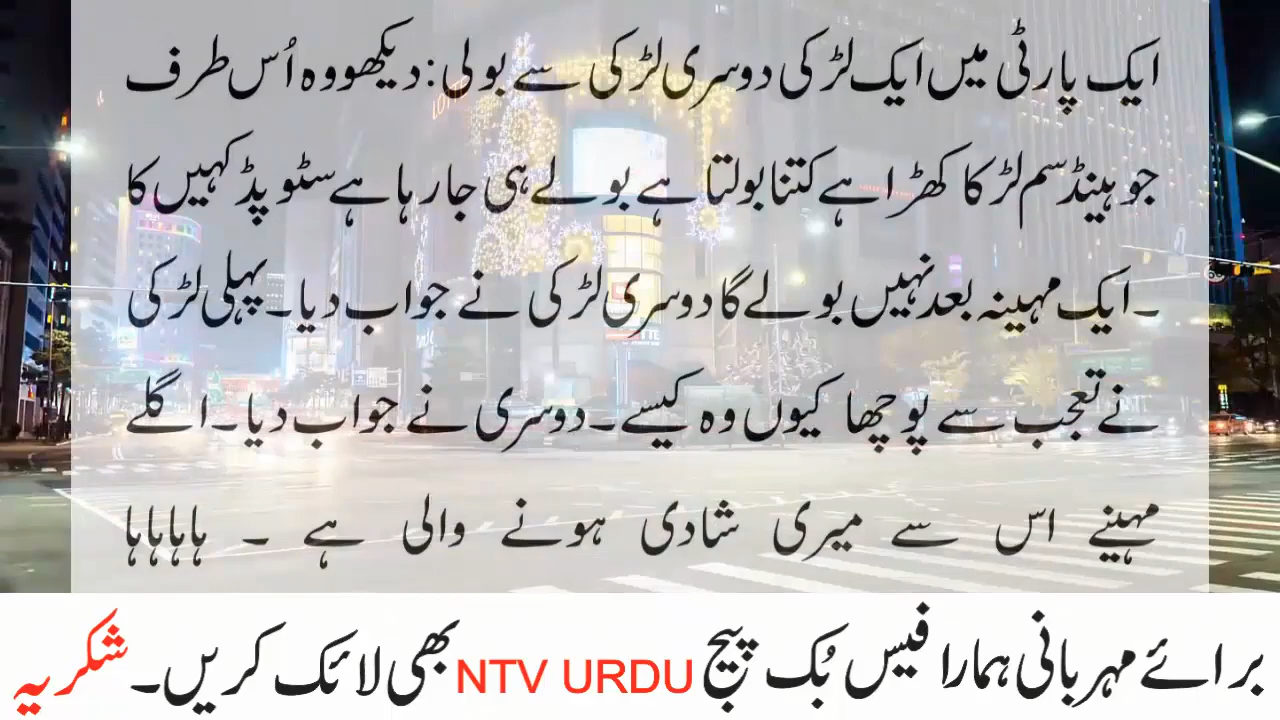 ایک پارٹی میں ایک لڑکی دوسری لڑکی سے بولی: دیکھو وہ اُس طرف
جو ہینڈسم لڑکا کھڑا ہے کتنا بولتا ہے بولے ہی جا رہا ہے سٹوپڈ کہیں کا
۔ ایک مہینہ بعد نہیں بولے گا دوسری لڑکی نے جواب دیا۔ پہلی لڑکی
نے تعجب سے پوچھا کیوں وہ کیسے۔ دوسری نے جواب دیا۔ اگلے
مہینے اس سے میری شادی ہونے والی ہے ۔ ہاہاہاہا
برائے مہربانی ہمارا فیس بُک پیج NTV URDU بھی لائک کریں۔ شکریہ